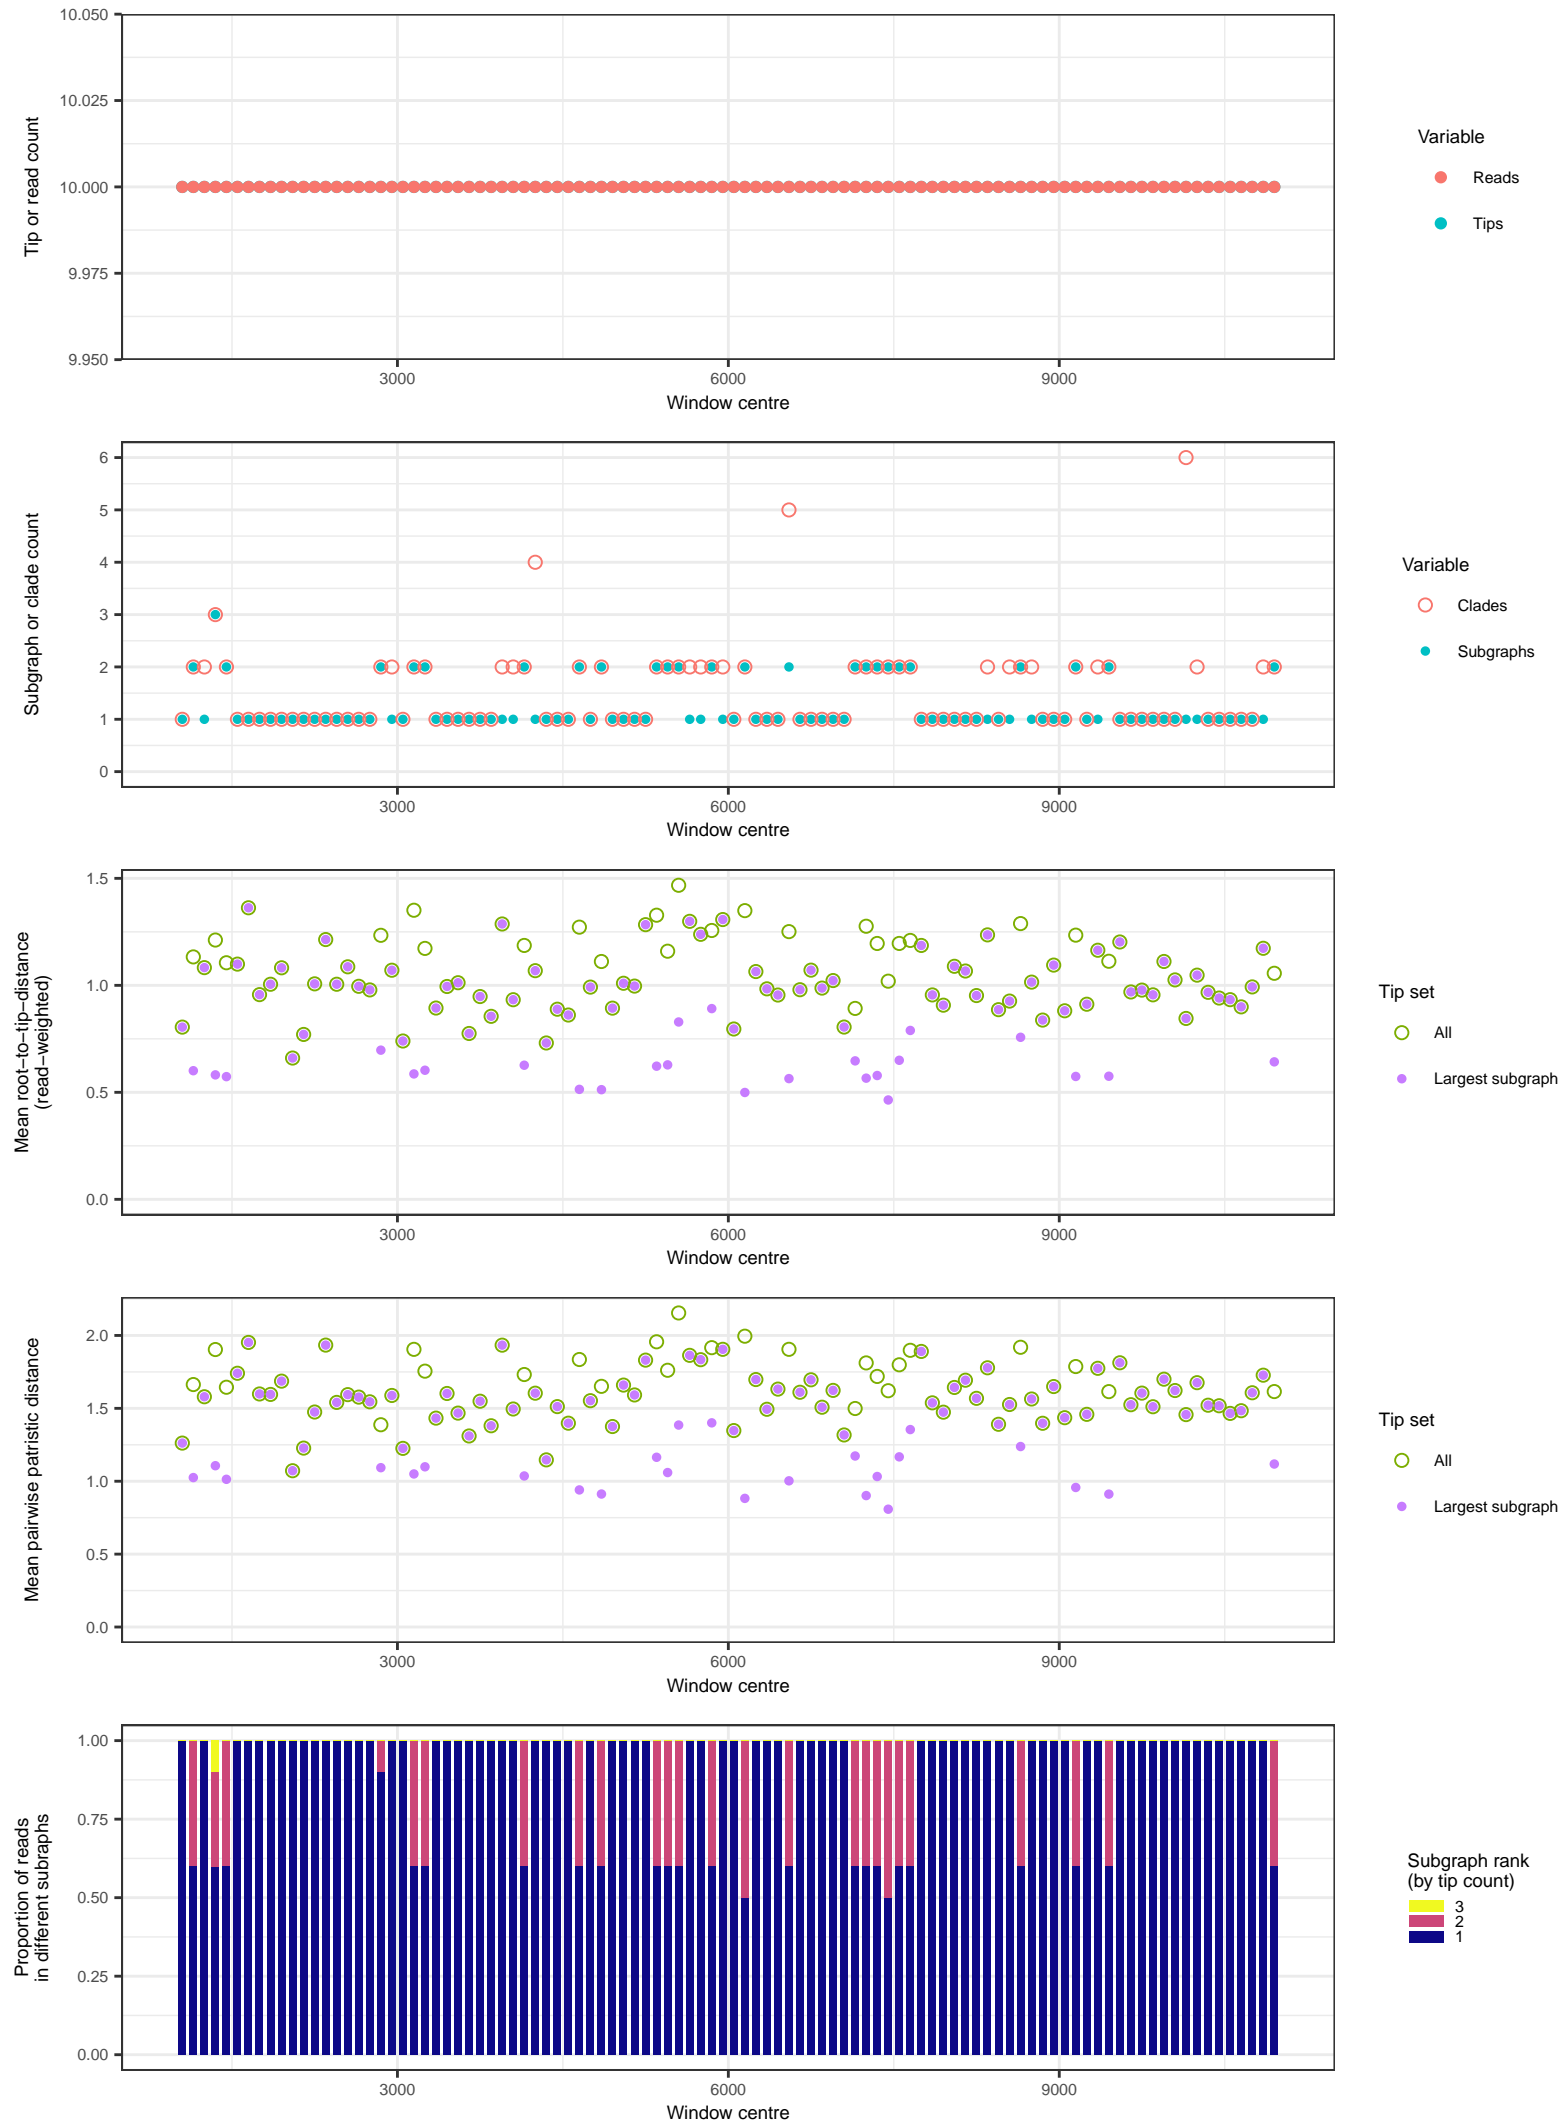 10.050
10.025
10.000
9.975
9.950
Tip or read count
3000 6000 9000
Window centre
Variable
Reads
Tips
6
5
4
3
2
1
0
Subgraph or clade count
3000 6000 9000
Window centre
Variable
Clades
Subgraphs
1.5
1.0
0.5
0.0
Mean root−to−tip−distance
(read−weighted)
3000 6000 9000
Window centre
Tip set
All
Largest subgraph
2.0
1.5
1.0
0.5
0.0
Mean pairwise patristic distance
3000 6000 9000
Window centre
Tip set
All
Largest subgraph
1.00
0.75
0.50
0.25
0.00
Proportion of reads
in different subraphs
3000 6000 9000
Window centre
Subgraph rank
(by tip count)
3
2
1